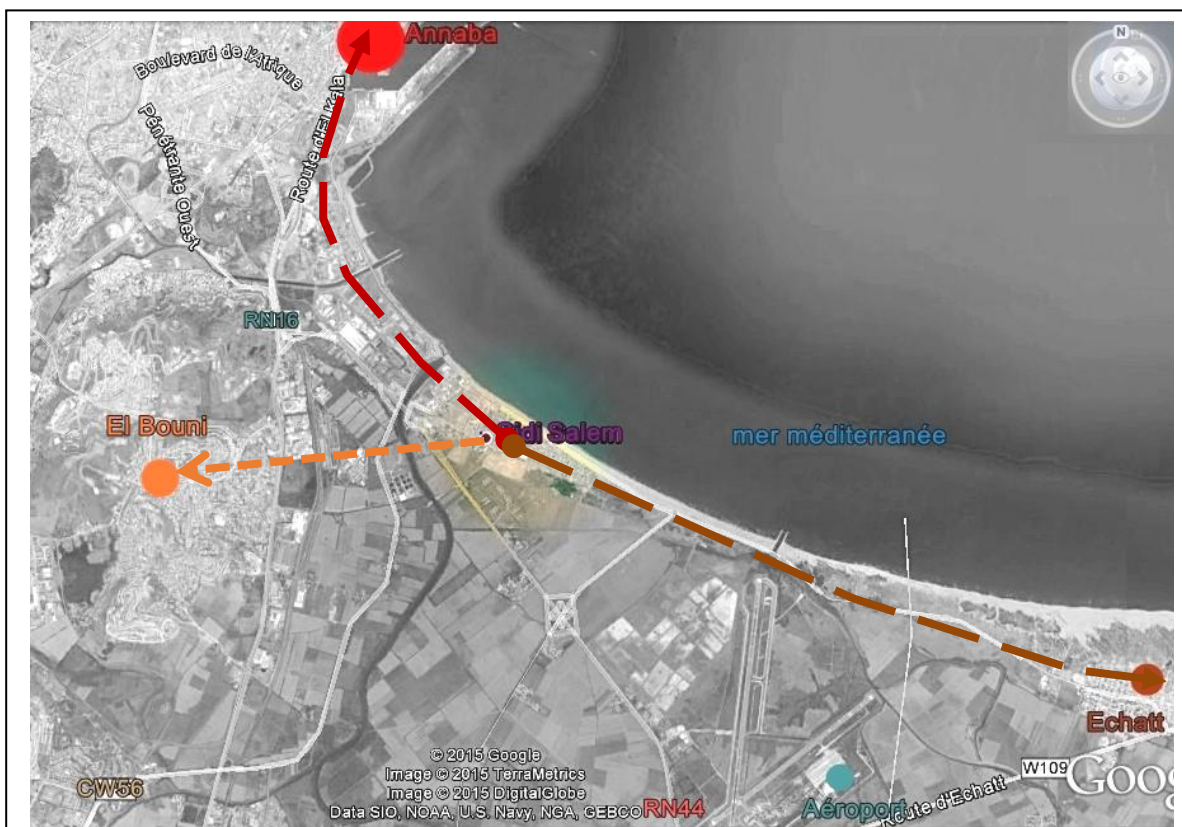 Annaba
N
Boulevard de l'Afrique
Route d'El Kala
Pénétrante Ouest
RN16
El Bouni
Sidi Salem
mer méditerranée
Echatt
© 2015 Google
Image © 2015 TerraMetrics
Image © 2015 DigitalGlobe
Data SIO, NOAA, U.S. Navy, NGA, GEBCO
RN44
CW56
Aéroport
W109
Route d'Echatt
Goog